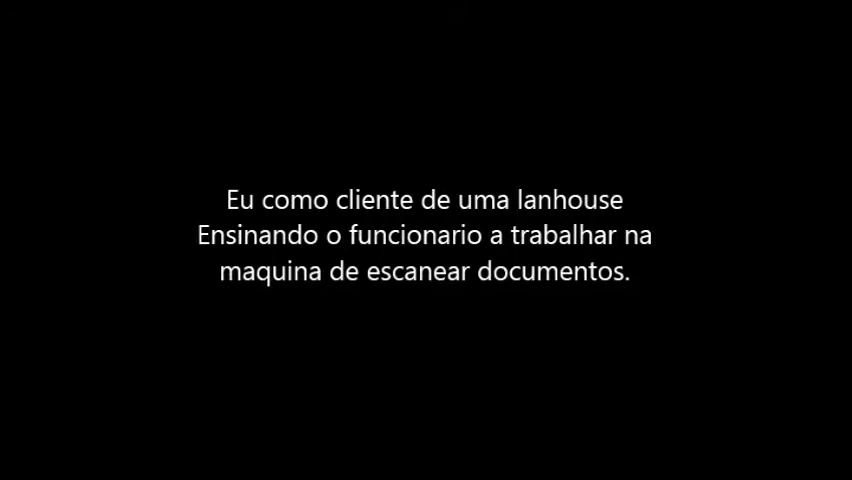 Eu como cliente de uma lanhouse
Ensinando o funcionario a trabalhar na
maquina de escanear documentos.